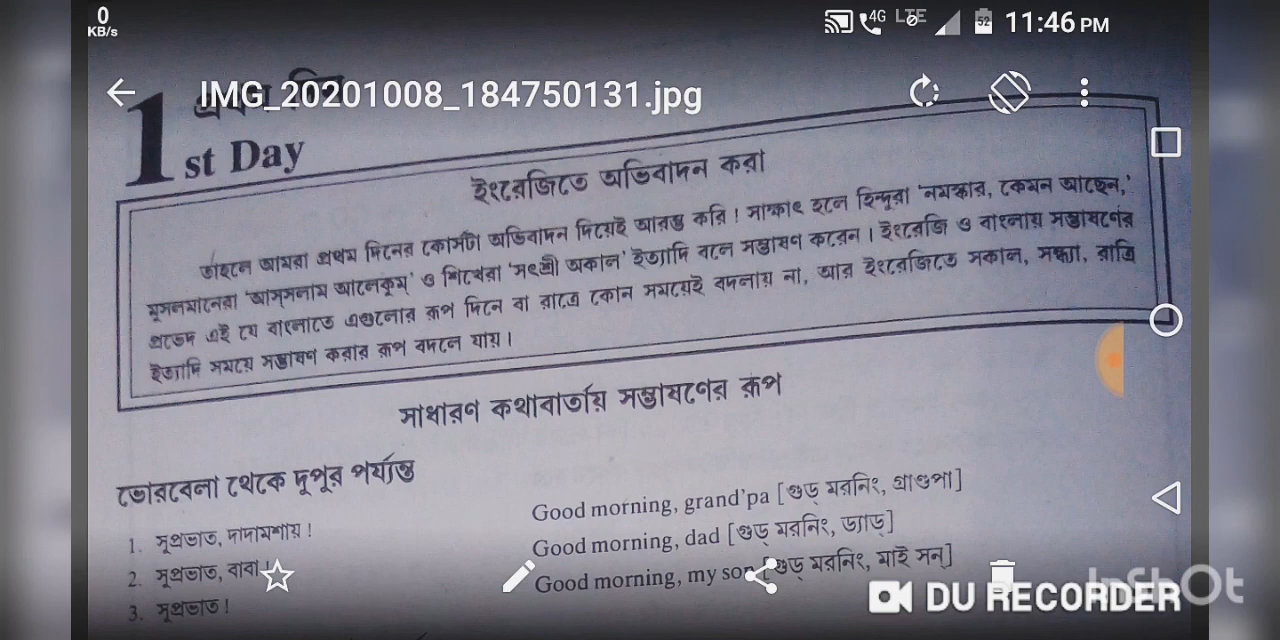 0
KB/s
4G LTE 52 11:46 PM
IMG_20201008_184750131.jpg
1 st Day
ইংরেজিতে অভিবাদন করা
তাহলে আমরা প্রথম দিনের কোর্সটা অভিবাদন দিয়েই আরম্ভ করি। সাক্ষাৎ হলে হিন্দুরা 'নমস্কার, কেমন আছেন,'
মুসলমানেরা 'আস্সলাম আলেকুম্' ও শিখেরা 'সৎশ্রী অকাল' ইত্যাদি বলে সম্ভাষণ করেন। ইংরেজি ও বাংলায় সম্ভাষণের
প্রভেদ এই যে বাংলাতে এগুলোর রূপ দিনে বা রাত্রে কোন সময়েই বদলায় না, আর ইংরেজিতে সকাল, সন্ধ্যা, রাত্রি
ইত্যাদি সময়ে সম্ভাষণ করার রূপ বদলে যায়।
সাধারণ কথাবার্তায় সম্ভাষণের রূপ
ভোরবেলা থেকে দুপুর পর্য্যন্ত
1. সুপ্রভাত, দাদামশায়! Good morning, grand'pa [গুড্ মরনিং, গ্রাণ্ডপা]
2. সুপ্রভাত, বাবা! Good morning, dad [গুড্ মরনিং, ড্যাড্]
3. সুপ্রভাত! Good morning, my son [গুড্ মরনিং, মাই সন্]
DU RECORDER
InShOt